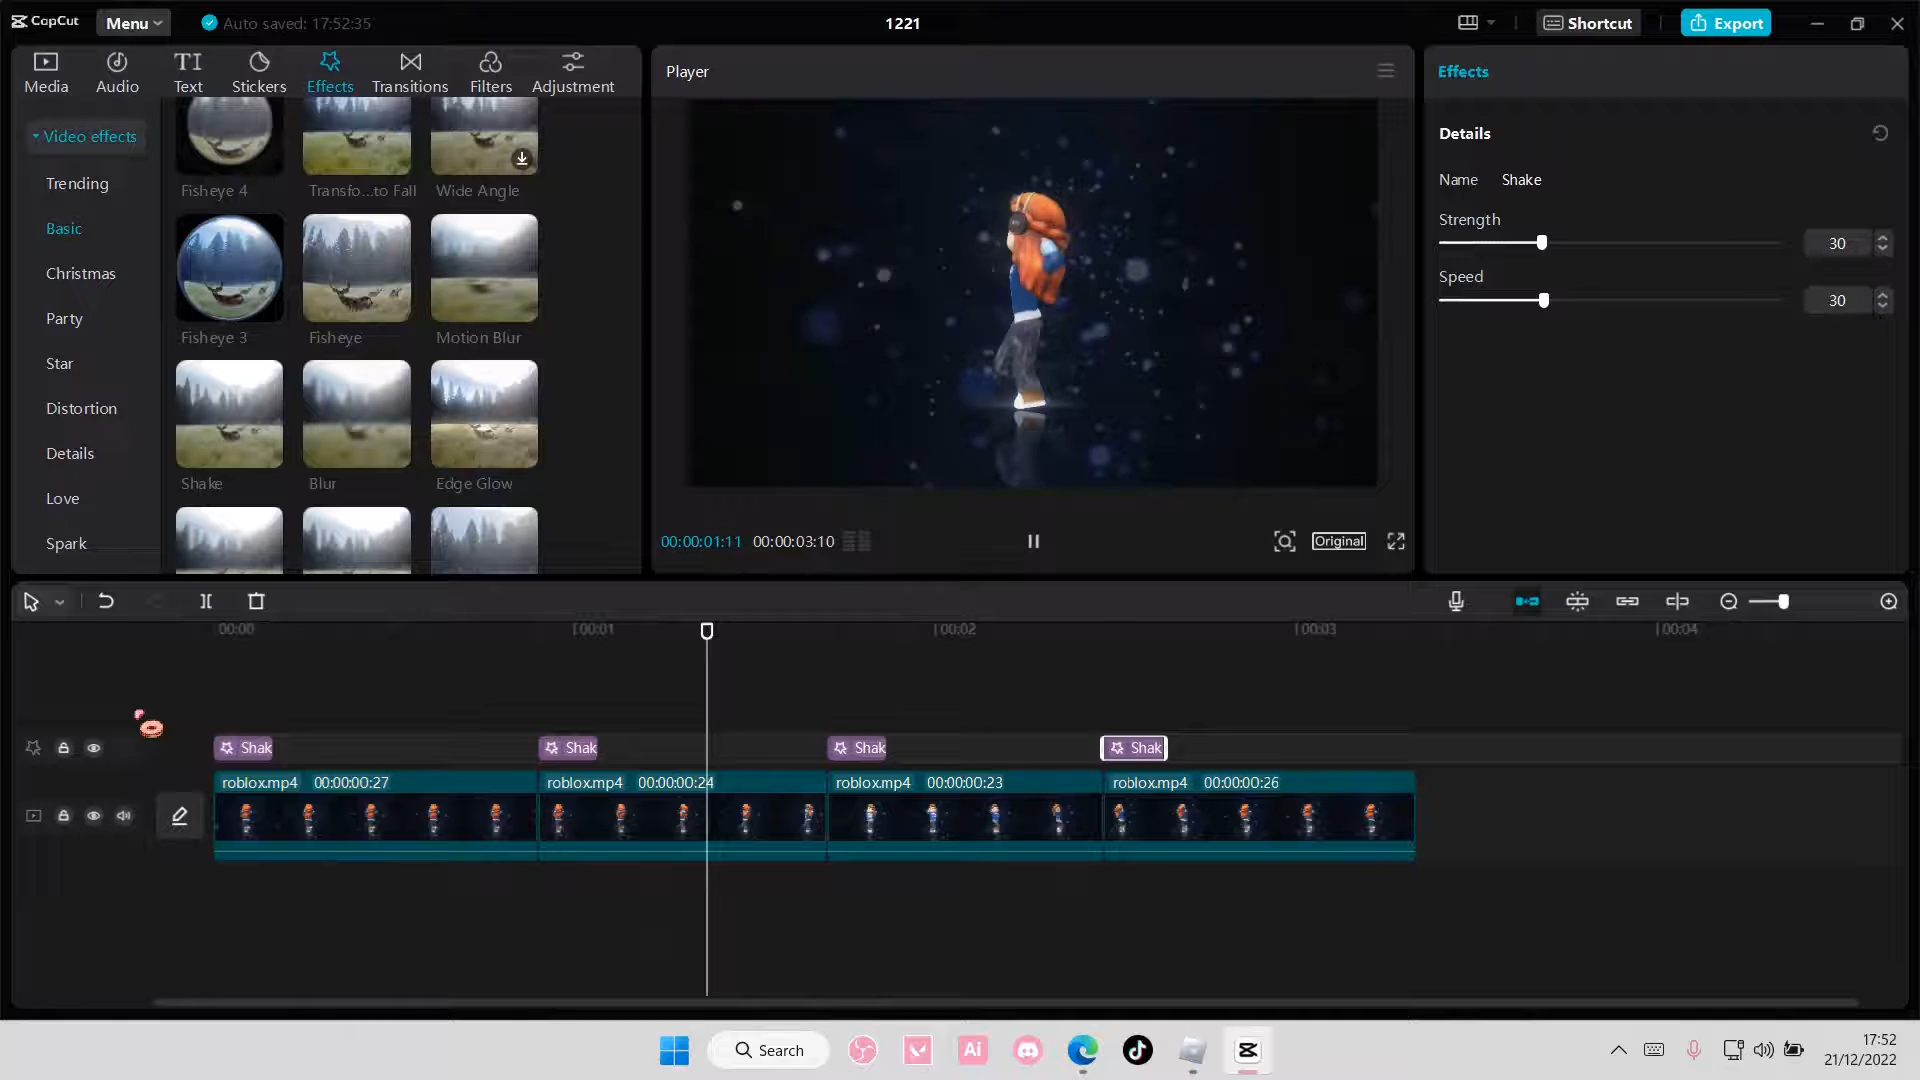 CapCut Menu Auto saved: 17:52:35 1221 Shortcut Export
Media Audio Text Stickers Effects Transitions Filters Adjustment
Video effects
Trending
Basic
Christmas
Party
Star
Distortion
Details
Love
Spark
Fisheye 4 Transfo...to Fall Wide Angle
Fisheye 3 Fisheye Motion Blur
Shake Blur Edge Glow
Player
00:00:01:11 00:00:03:10 Original
Effects
Details
Name Shake
Strength
30
Speed
30
00:00 00:01 00:02 00:03 00:04
Shak Shak Shak Shak
roblox.mp4 00:00:00:27 roblox.mp4 00:00:00:24 roblox.mp4 00:00:00:23 roblox.mp4 00:00:00:26
Search Ai
17:52
21/12/2022